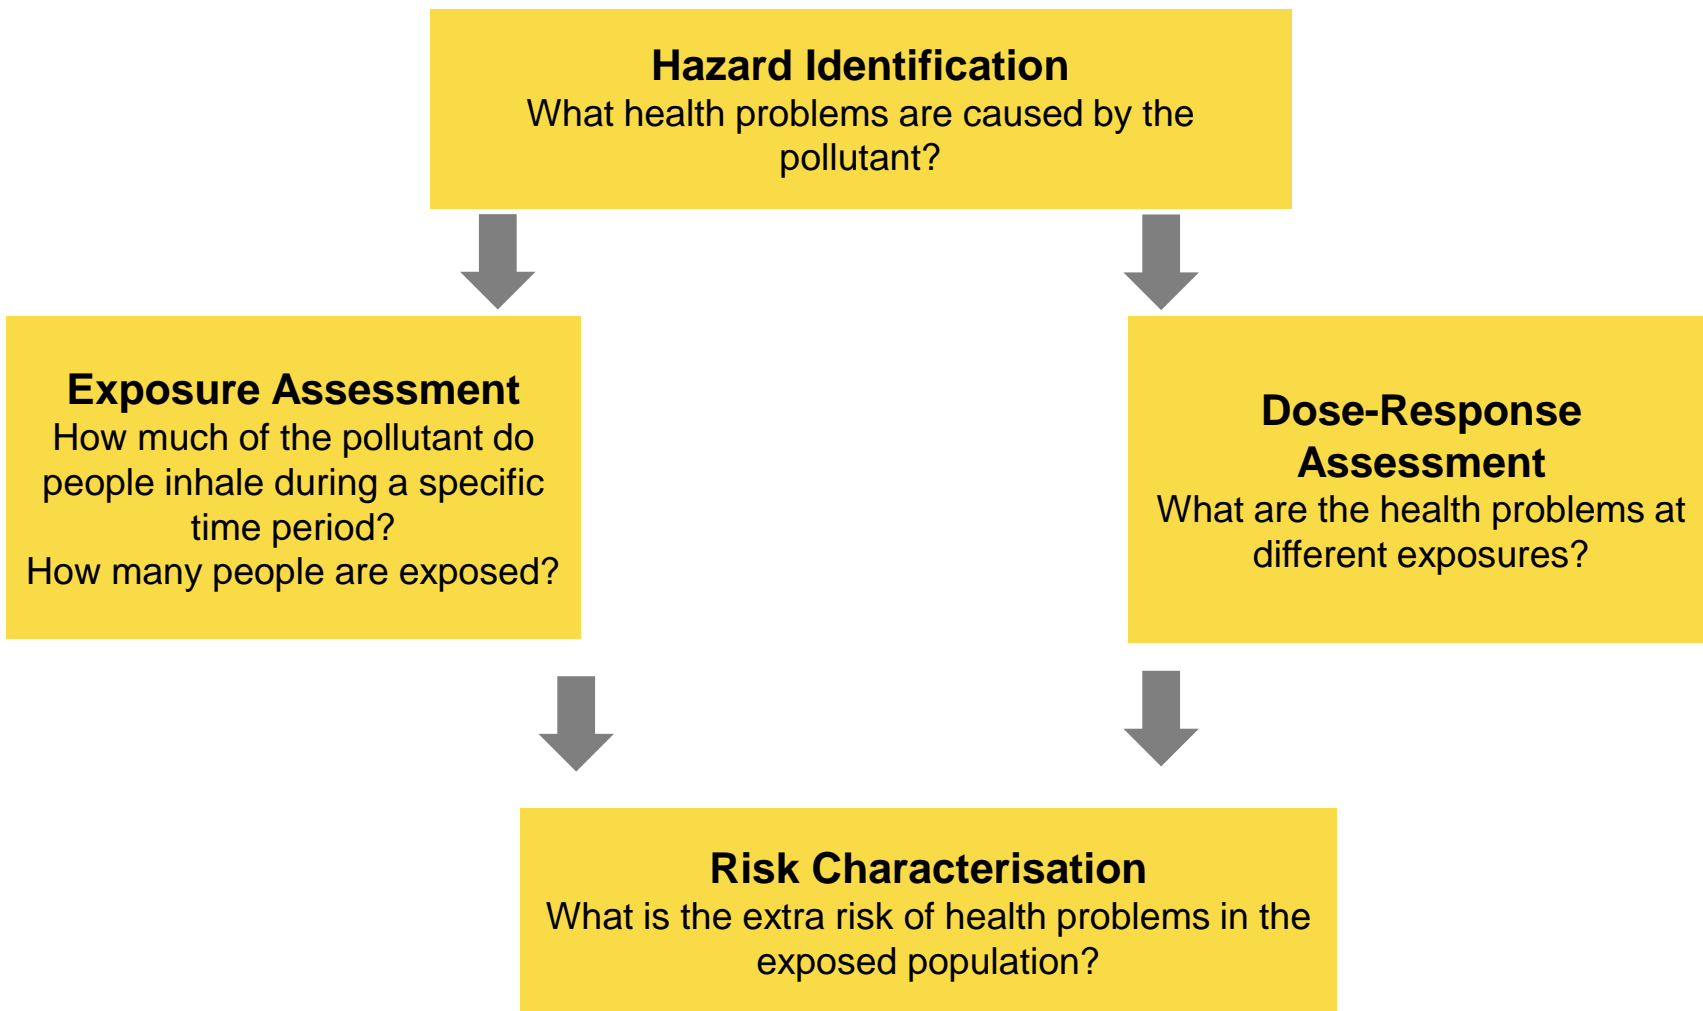 Hazard Identification
What health problems are caused by the
pollutant?
Exposure Assessment
How much of the pollutant do
people inhale during a specific
time period?
How many people are exposed?
Dose-Response
Assessment
What are the health problems at
different exposures?
Risk Characterisation
What is the extra risk of health problems in the
exposed population?